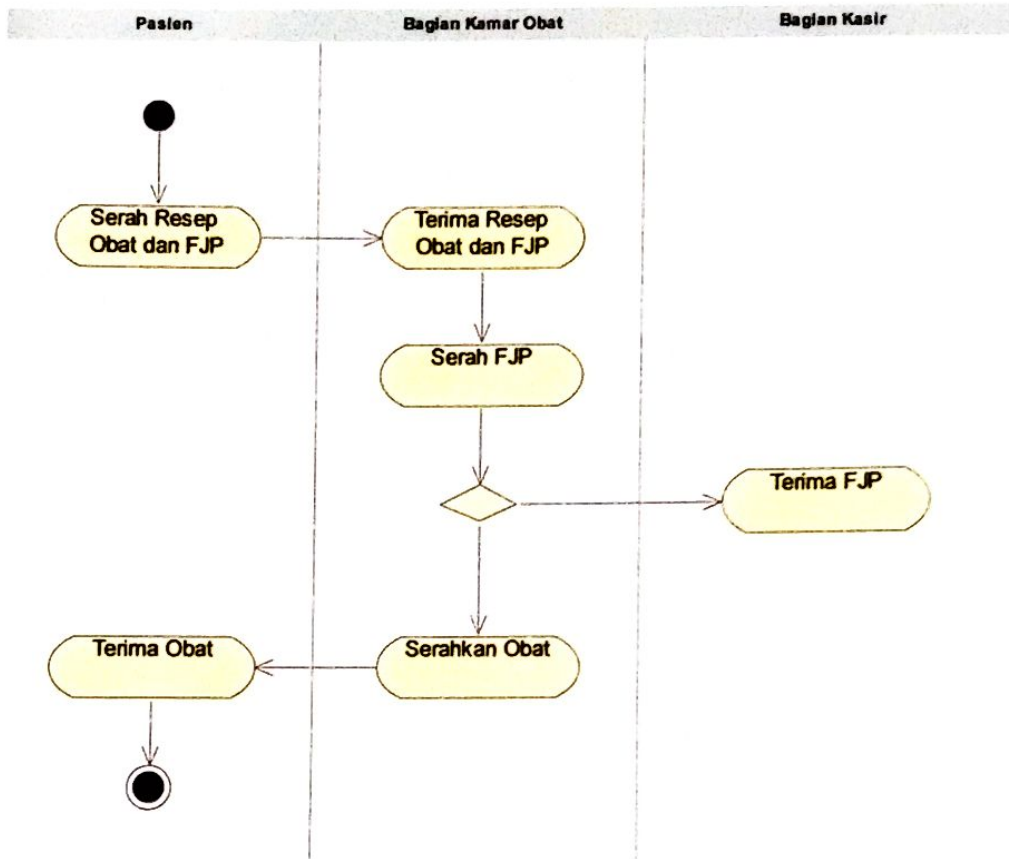 Pasien
Bagian Kamar Obat
Bagian Kasir
Serah Resep
Obat dan FJP
Terima Resep
Obat dan FJP
Serah FJP
Terima FJP
Terima Obat
Serahkan Obat